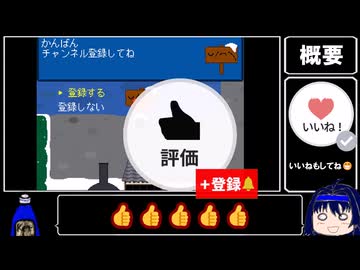 かんばん
チャンネル登録してね
▶ 登録する
登録しない
評価
+登録
概要
いいね！
いいねもしてね